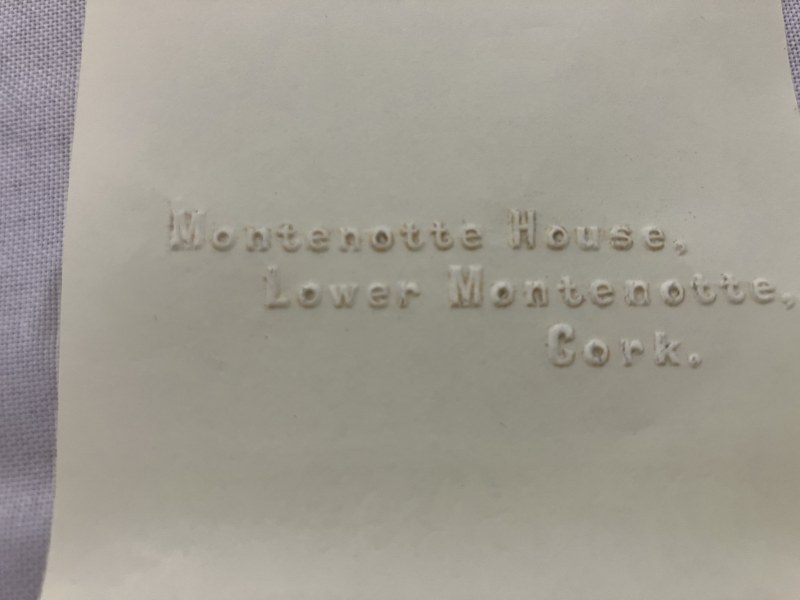 Montenotte House,
Lower Montenotte,
Cork.